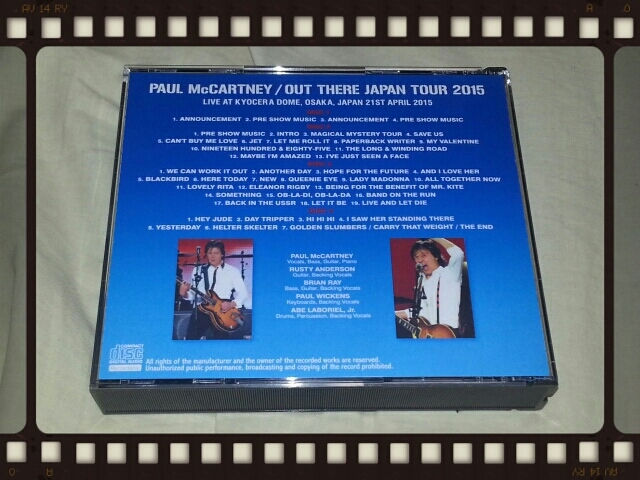 AV 14 RY
A
.O
PAUL McCARTNEY / OUT THERE JAPAN TOUR 2015
LIVE AT KYOCERA DOME, OSAKA, JAPAN 21ST APRIL 2015
1. ANNOUNCEMENT 2. PRE SHOW MUSIC 3. ANNOUNCEMENT 4. PRE SHOW MUSIC
1. PRE SHOW MUSIC 2. INTRO 3. MAGICAL MYSTERY TOUR 4. SAVE US
5. CAN'T BUY ME LOVE 6. JET 7. LET ME ROLL IT 8. PAPERBACK WRITER 9. MY VALENTINE
10. NINETEEN HUNDRED & EIGHTY-FIVE 11. THE LONG & WINDING ROAD
12. MAYBE I'M AMAZED 13. I'VE JUST SEEN A FACE
1. WE CAN WORK IT OUT 2. ANOTHER DAY 3. HOPE FOR THE FUTURE 4. AND I LOVE HER
5. BLACKBIRD 6. HERE TODAY 7. NEW 8. QUEENIE EYE 9. LADY MADONNA 10. ALL TOGETHER NOW
11. LOVELY RITA 12. ELEANOR RIGBY 13. BEING FOR THE BENEFIT OF MR. KITE
14. SOMETHING 15. OB-LA-DI, OB-LA-DA 16. BAND ON THE RUN
17. BACK IN THE USSR 18. LET IT BE 19. LIVE AND LET DIE
1. HEY JUDE 2. DAY TRIPPER 3. HI HI HI 4. I SAW HER STANDING THERE
5. YESTERDAY 6. HELTER SKELTER 7. GOLDEN SLUMBERS / CARRY THAT WEIGHT / THE END
PAUL McCARTNEY
Vocals, Bass, Guitar, Piano
RUSTY ANDERSON
Guitar, Backing Vocals
BRIAN RAY
Bass, Guitar, Backing Vocals
PAUL WICKENS
Keyboards, Backing Vocals
ABE LABORIEL, Jr.
Drums, Percussion, Backing Vocals
COMPACT
disc
DIGITAL AUDIO
All rights of the manufacturer and the owner of the recorded works are reserved.
Unauthorized public performance, broadcasting and copying of the record prohibited.